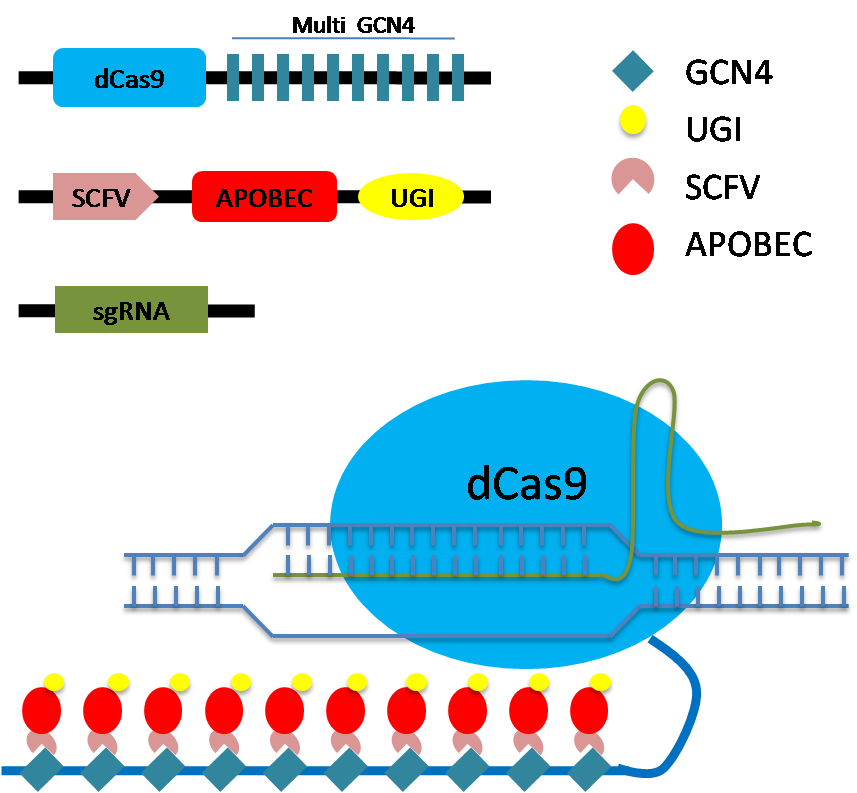 Multi GCN4
dCas9
SCFV APOBEC UGI
sgRNA
GCN4
UGI
SCFV
APOBEC
dCas9